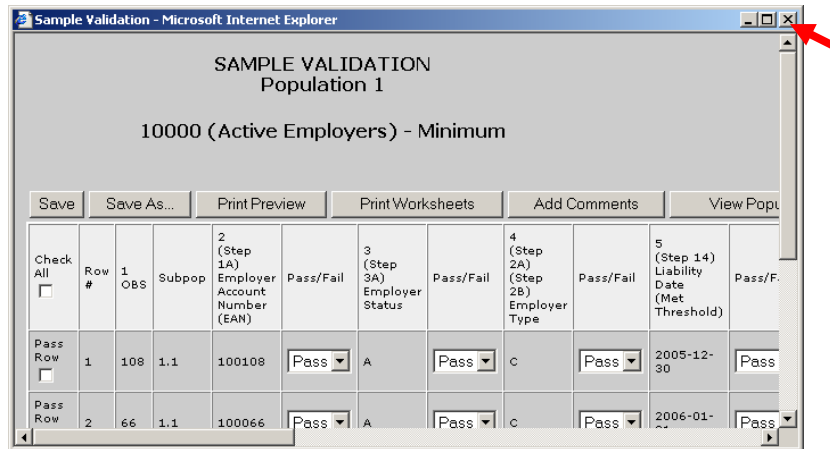 Sample Validation - Microsoft Internet Explorer
SAMPLE VALIDATION
Population 1
10000 (Active Employers) - Minimum
Save
Save As...
Print Preview
Print Worksheets
Add Comments
View Popu
Check
All
Row
#
1
OBS
Subpop
2
(Step
1A)
Employer
Account
Number
(EAN)
Pass/Fail
3
(Step
3A)
Employer
Status
Pass/Fail
4
(Step
2A)
(Step
2B)
Employer
Type
Pass/Fail
5
(Step 14)
Liability
Date
(Met
Threshold)
Pass/F
Pass
Row
1
108
1.1
100108
Pass
A
Pass
C
Pass
2005-12-
30
Pass
Pass
Row
2
66
1.1
100066
Pass
A
Pass
C
Pass
2006-01-
Pass